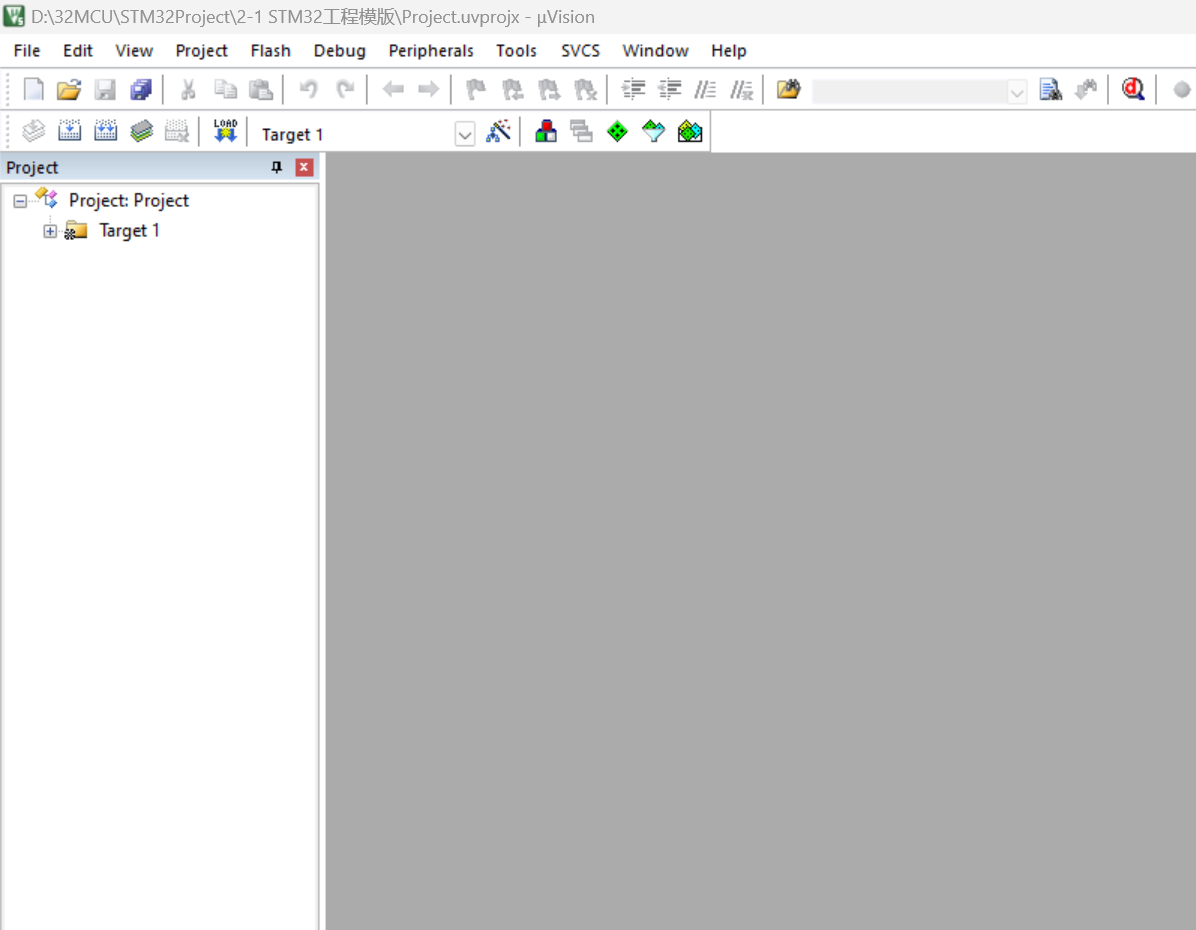 D:\32MCU\STM32Project\2-1 STM32工程模版\Project.uvprojx - µVision
File Edit View Project Flash Debug Peripherals Tools SVCS Window Help
LOAD Target 1
Project
Project: Project
Target 1